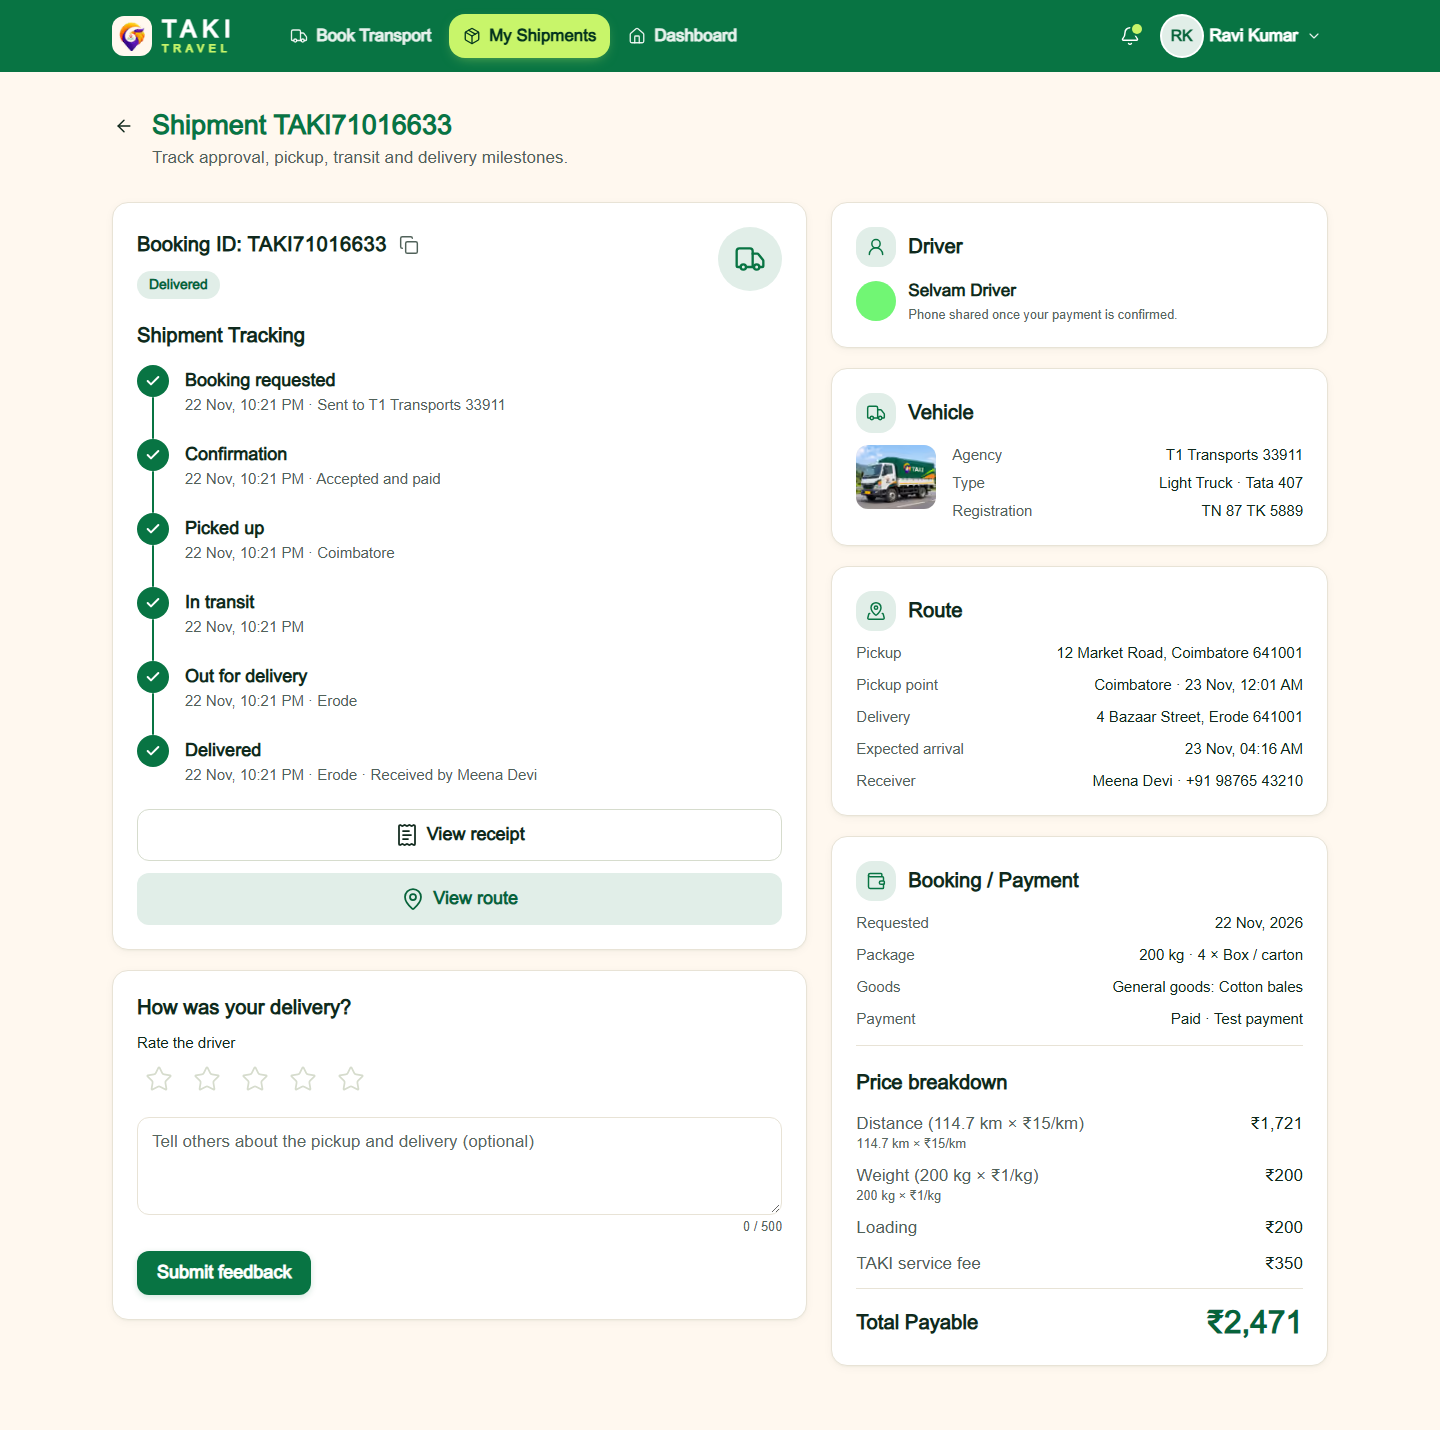 TAKI
TRAVEL
Book Transport
My Shipments
Dashboard
RK
Ravi Kumar
Shipment TAKI71016633
Track approval, pickup, transit and delivery milestones.
Booking ID: TAKI71016633
Delivered
Shipment Tracking
Booking requested
22 Nov, 10:21 PM · Sent to T1 Transports 33911
Confirmation
22 Nov, 10:21 PM · Accepted and paid
Picked up
22 Nov, 10:21 PM · Coimbatore
In transit
22 Nov, 10:21 PM
Out for delivery
22 Nov, 10:21 PM · Erode
Delivered
22 Nov, 10:21 PM · Erode · Received by Meena Devi
View receipt
View route
How was your delivery?
Rate the driver
Tell others about the pickup and delivery (optional)
0 / 500
Submit feedback
Driver
Selvam Driver
Phone shared once your payment is confirmed.
Vehicle
TAKI
Agency T1 Transports 33911
Type Light Truck · Tata 407
Registration TN 87 TK 5889
Route
Pickup 12 Market Road, Coimbatore 641001
Pickup point Coimbatore · 23 Nov, 12:01 AM
Delivery 4 Bazaar Street, Erode 641001
Expected arrival 23 Nov, 04:16 AM
Receiver Meena Devi · +91 98765 43210
Booking / Payment
Requested 22 Nov, 2026
Package 200 kg · 4 × Box / carton
Goods General goods: Cotton bales
Payment Paid · Test payment
Price breakdown
Distance (114.7 km × ₹15/km) ₹1,721
114.7 km × ₹15/km
Weight (200 kg × ₹1/kg) ₹200
200 kg × ₹1/kg
Loading ₹200
TAKI service fee ₹350
Total Payable ₹2,471